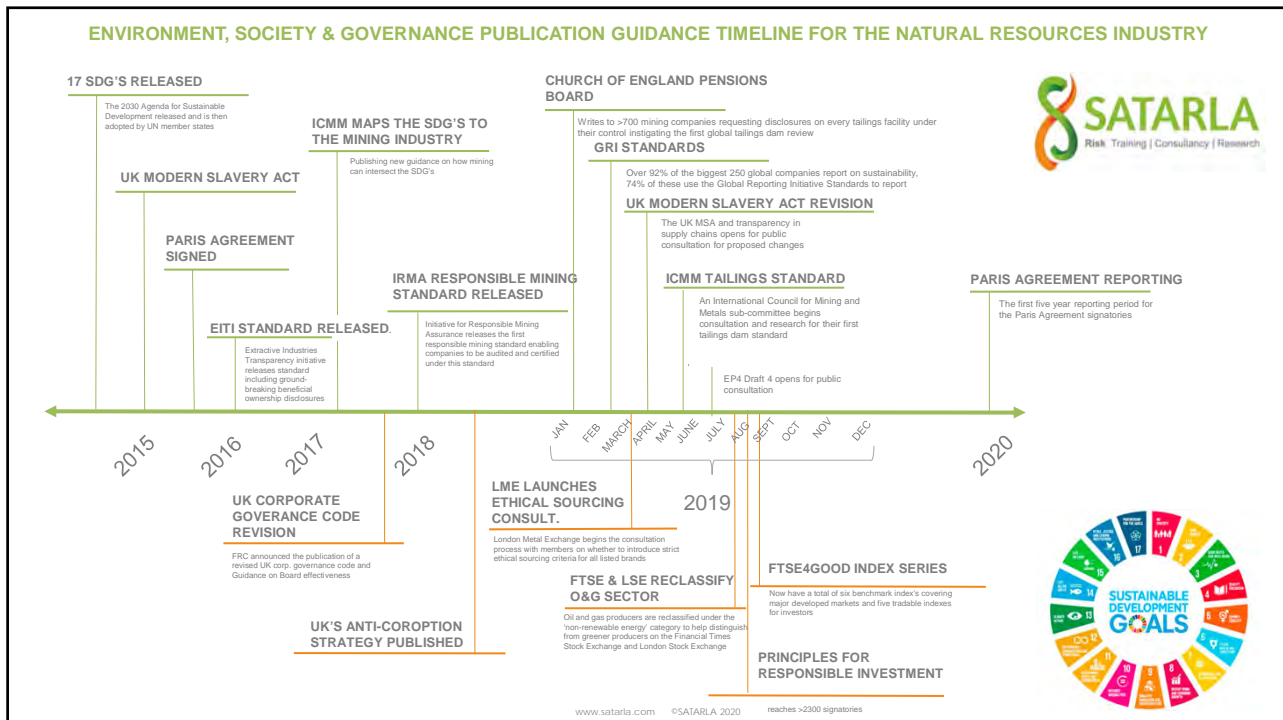 ENVIRONMENT, SOCIETY & GOVERNANCE PUBLICATION GUIDANCE TIMELINE FOR THE NATURAL RESOURCES INDUSTRY
17 SDG'S RELEASED
The 2030 Agenda for Sustainable
Development released and is then
adopted by UN member states
UK MODERN SLAVERY ACT
PARIS AGREEMENT
SIGNED
EITI STANDARD RELEASED.
Extractive Industries
Transparency initiative
releases standard
including ground-
breaking beneficial
ownership disclosures
ICMM MAPS THE SDG'S TO
THE MINING INDUSTRY
Publishing new guidance on how mining
can intersect the SDG's
IRMA RESPONSIBLE MINING
STANDARD RELEASED
Initiative for Responsible Mining
Assurance releases the first
responsible mining standard enabling
companies to be audited and certified
under this standard
CHURCH OF ENGLAND PENSIONS
BOARD
Writes to >700 mining companies requesting disclosures on every tailings facility under
their control instigating the first global tailings dam review
GRI STANDARDS
Over 92% of the biggest 250 global companies report on sustainability,
74% of these use the Global Reporting Initiative Standards to report
UK MODERN SLAVERY ACT REVISION
The UK MSA and transparency in
supply chains opens for public
consultation for proposed changes
ICMM TAILINGS STANDARD
An International Council for Mining and
Metals sub-committee begins
consultation and research for their first
tailings dam standard
EP4 Draft 4 opens for public
consultation
PARIS AGREEMENT REPORTING
The first five year reporting period for
the Paris Agreement signatories
SATARLA
Risk Training | Consultancy | Research
2015
2016
2017
2018
JAN
FEB
MARCH
APRIL
MAY
JUNE
JULY
AUG
SEPT
OCT
NOV
DEC
2019
2020
UK CORPORATE
GOVERANCE CODE
REVISION
FRC announced the publication of a
revised UK corp. governance code and
Guidance on Board effectiveness
UK'S ANTI-COROPTION
STRATEGY PUBLISHED
LME LAUNCHES
ETHICAL SOURCING
CONSULT.
London Metal Exchange begins the consultation
process with members on whether to introduce strict
ethical sourcing criteria for all listed brands
FTSE & LSE RECLASSIFY
O&G SECTOR
Oil and gas producers are reclassified under the
'non-renewable energy' category to help distinguish
from greener producers on the Financial Times
Stock Exchange and London Stock Exchange
FTSE4GOOD INDEX SERIES
Now have a total of six benchmark index's covering
major developed markets and five tradable indexes
for investors
PRINCIPLES FOR
RESPONSIBLE INVESTMENT
reaches >2300 signatories
www.satarla.com ©SATARLA 2020
SUSTAINABLE
DEVELOPMENT
GOALS
1
3
4
5
8
9
10
11
12
13
14
15
16
17